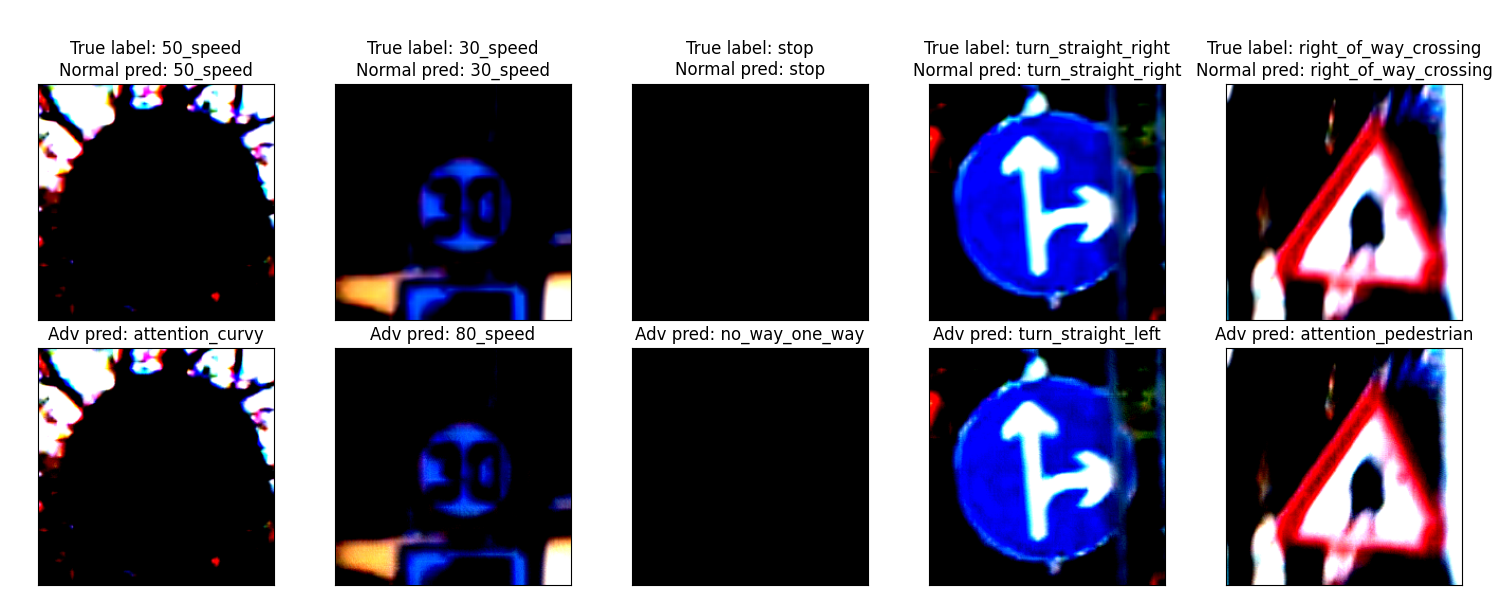 True label: 50_speed
Normal pred: 50_speed
True label: 30_speed
Normal pred: 30_speed
True label: stop
Normal pred: stop
True label: turn_straight_right
Normal pred: turn_straight_right
True label: right_of_way_crossing
Normal pred: right_of_way_crossing
30
Adv pred: attention_curvy
Adv pred: 80_speed
Adv pred: no_way_one_way
Adv pred: turn_straight_left
Adv pred: attention_pedestrian
30